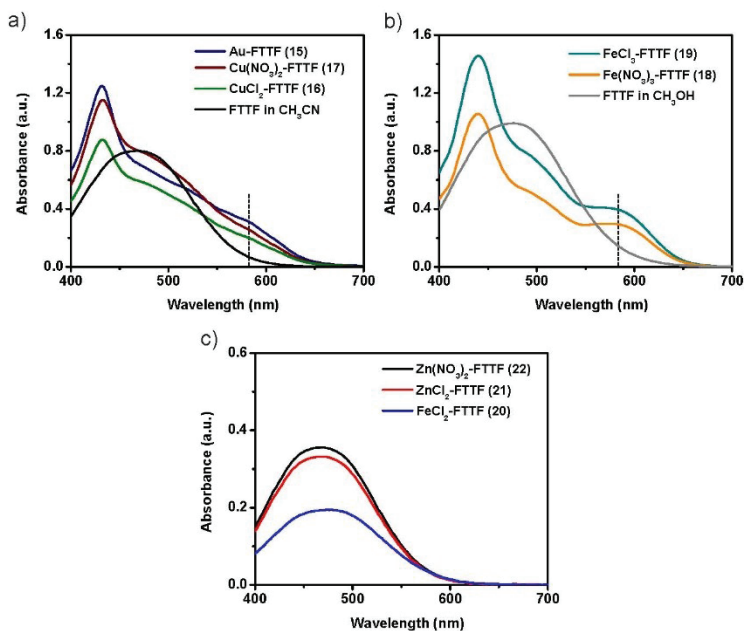 a)
Absorbance (a.u.)
1.6
1.2
0.8
0.4
0.0
Au-FTTF (15)
Cu(NO₃)₂-FTTF (17)
CuCl₂-FTTF (16)
FTTF in CH₃CN
400 500 600 700
Wavelength (nm)
b)
Absorbance (a.u.)
1.6
1.2
0.8
0.4
0.0
FeCl₃-FTTF (19)
Fe(NO₃)₃-FTTF (18)
FTTF in CH₃OH
400 500 600 700
Wavelength (nm)
c)
Absorbance (a.u.)
0.6
0.4
0.2
0.0
Zn(NO₃)₂-FTTF (22)
ZnCl₂-FTTF (21)
FeCl₂-FTTF (20)
400 500 600 700
Wavelength (nm)